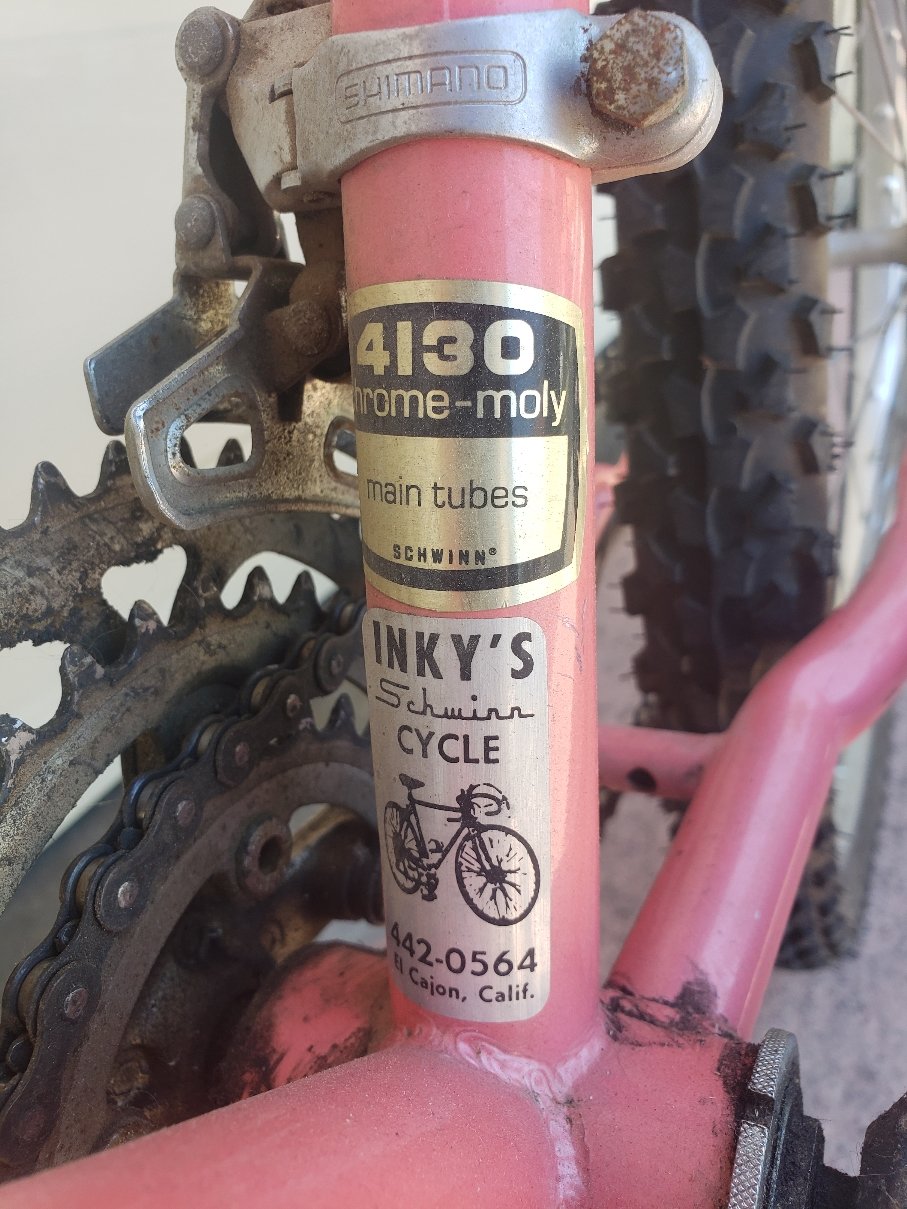 SHIMANO
4130
hrome-moly
main tubes
SCHWINN®
INKY'S
Schwinn
CYCLE
442-0564
El Cajon, Calif.